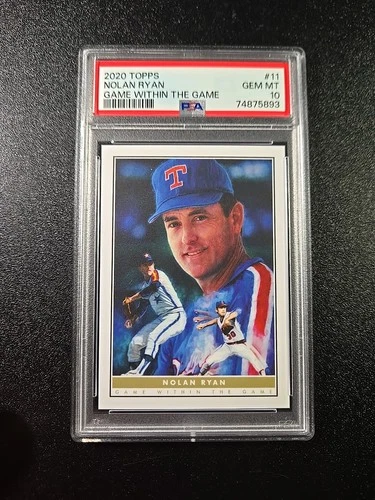 2020 TOPPS #11
NOLAN RYAN GEM MT
GAME WITHIN THE GAME 10
PSA 74875893
T
30
NOLAN RYAN
GAME WITHIN THE GAME